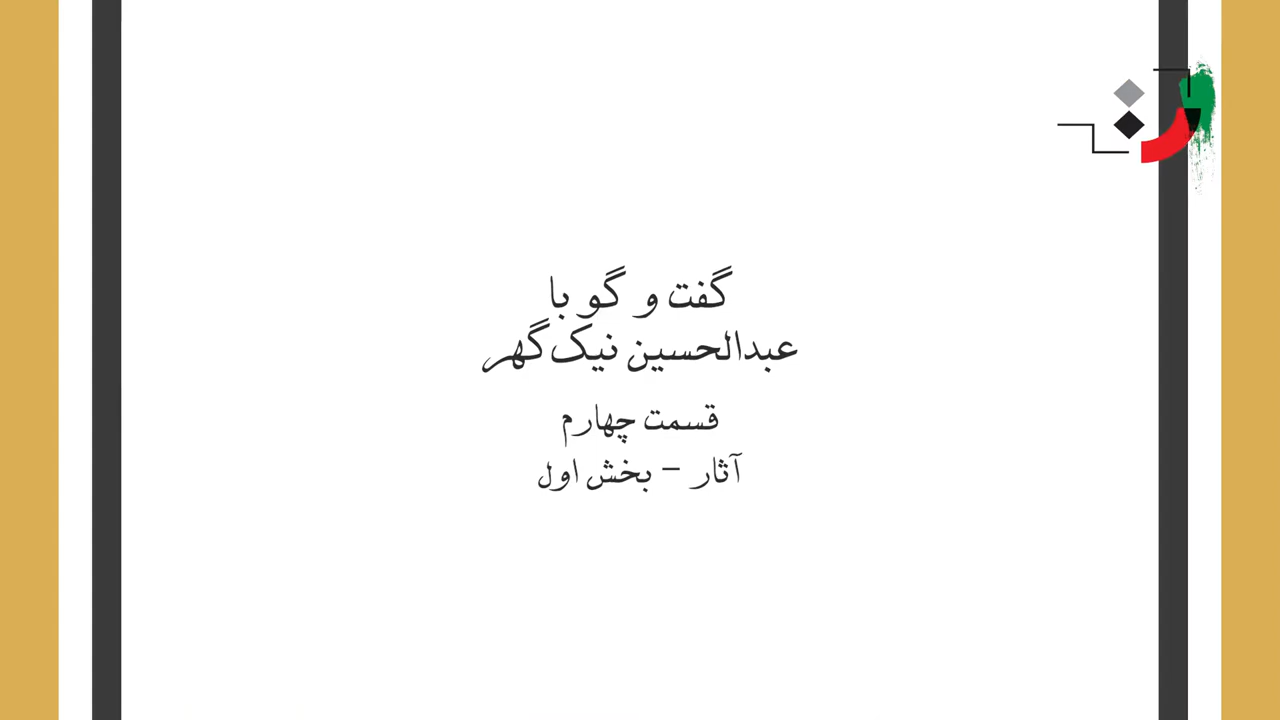 گفت و گو با
عبدالحسین نیک‌گهر
قسمت چهارم
آثار – بخش اول